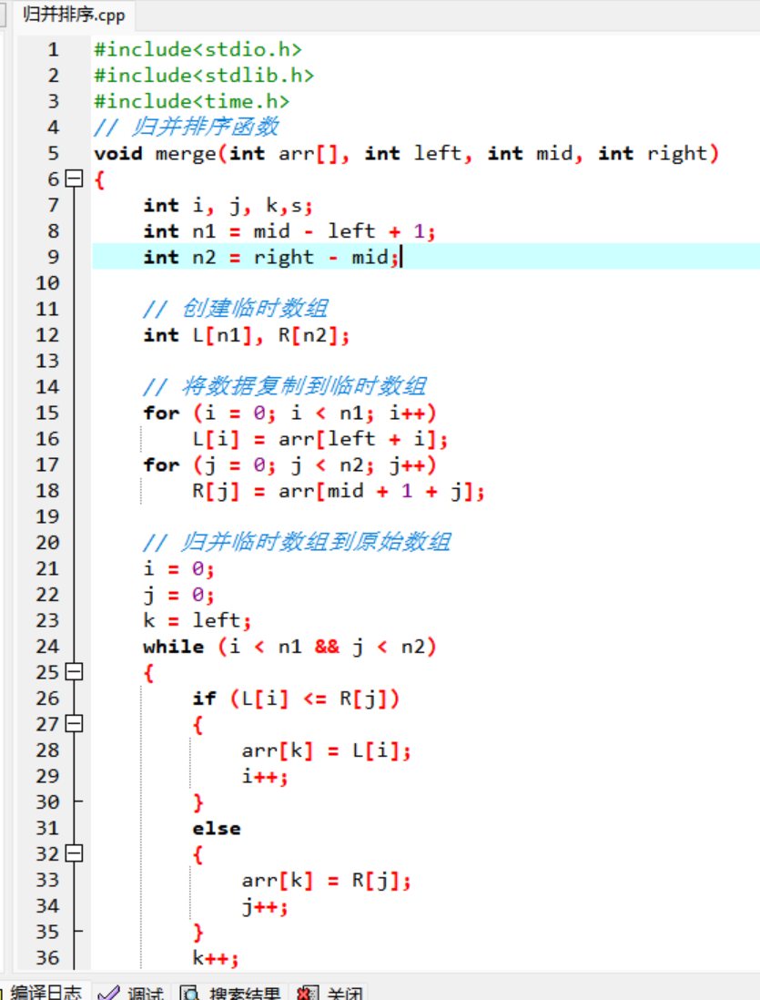 归并排序.cpp
1 #include<stdio.h>
2 #include<stdlib.h>
3 #include<time.h>
4 // 归并排序函数
5 void merge(int arr[], int left, int mid, int right)
6 {
7 int i, j, k,s;
8 int n1 = mid - left + 1;
9 int n2 = right - mid;
10
11 // 创建临时数组
12 int L[n1], R[n2];
13
14 // 将数据复制到临时数组
15 for (i = 0; i < n1; i++)
16 L[i] = arr[left + i];
17 for (j = 0; j < n2; j++)
18 R[j] = arr[mid + 1 + j];
19
20 // 归并临时数组到原始数组
21 i = 0;
22 j = 0;
23 k = left;
24 while (i < n1 && j < n2)
25 {
26 if (L[i] <= R[j])
27 {
28 arr[k] = L[i];
29 i++;
30 }
31 else
32 {
33 arr[k] = R[j];
34 j++;
35 }
36 k++;
编译日志 调试 搜索结果 关闭